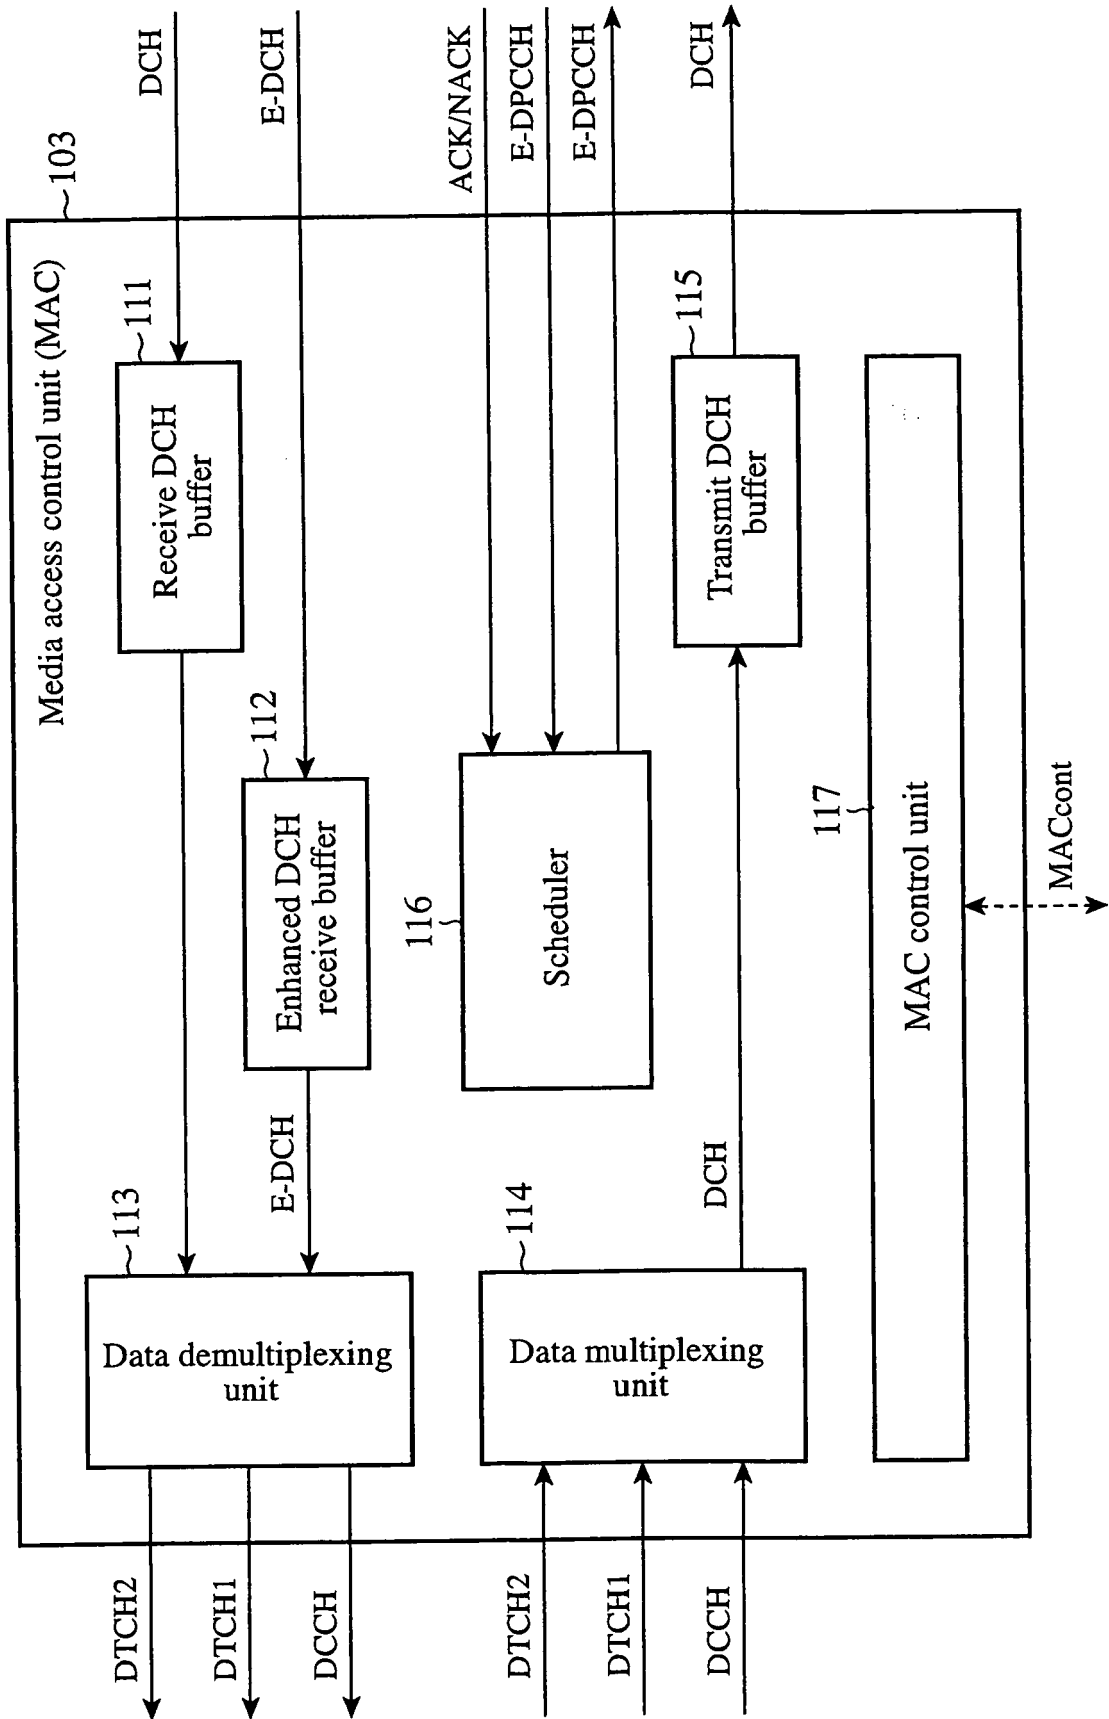 Media access control unit (MAC)
103
DCH
111
Receive DCH
buffer
E-DCH
112
Enhanced DCH
receive buffer
E-DCH
113
Data demultiplexing
unit
DTCH2
DTCH1
DCCH
ACK/NACK
E-DPCCH
E-DPCCH
116
Scheduler
DCH
115
Transmit DCH
buffer
DCH
114
Data multiplexing
unit
DTCH2
DTCH1
DCCH
117
MAC control unit
MACcont